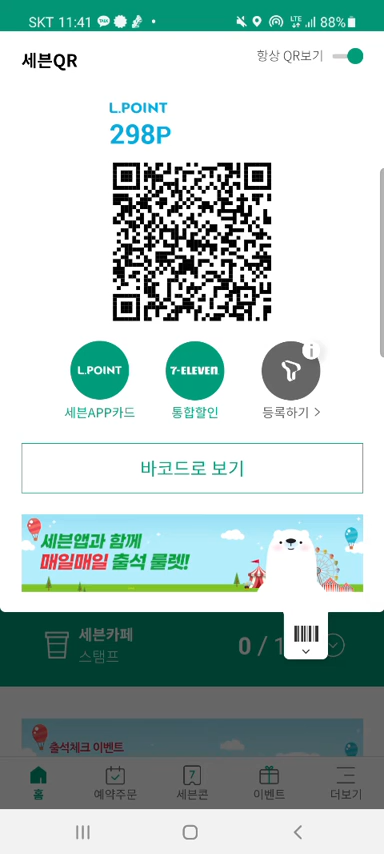 SKT 11:41
LTE
88%
세븐QR
항상 QR보기
L.POINT
298P
L.POINT
7-ELEVEn
i
세븐APP카드
통합할인
등록하기
바코드로 보기
세븐앱과 함께
매일매일 출석 룰렛!
세븐카페
스탬프
0 / 1
출석체크 이벤트
홈
예약주문
7
세븐콘
이벤트
더보기